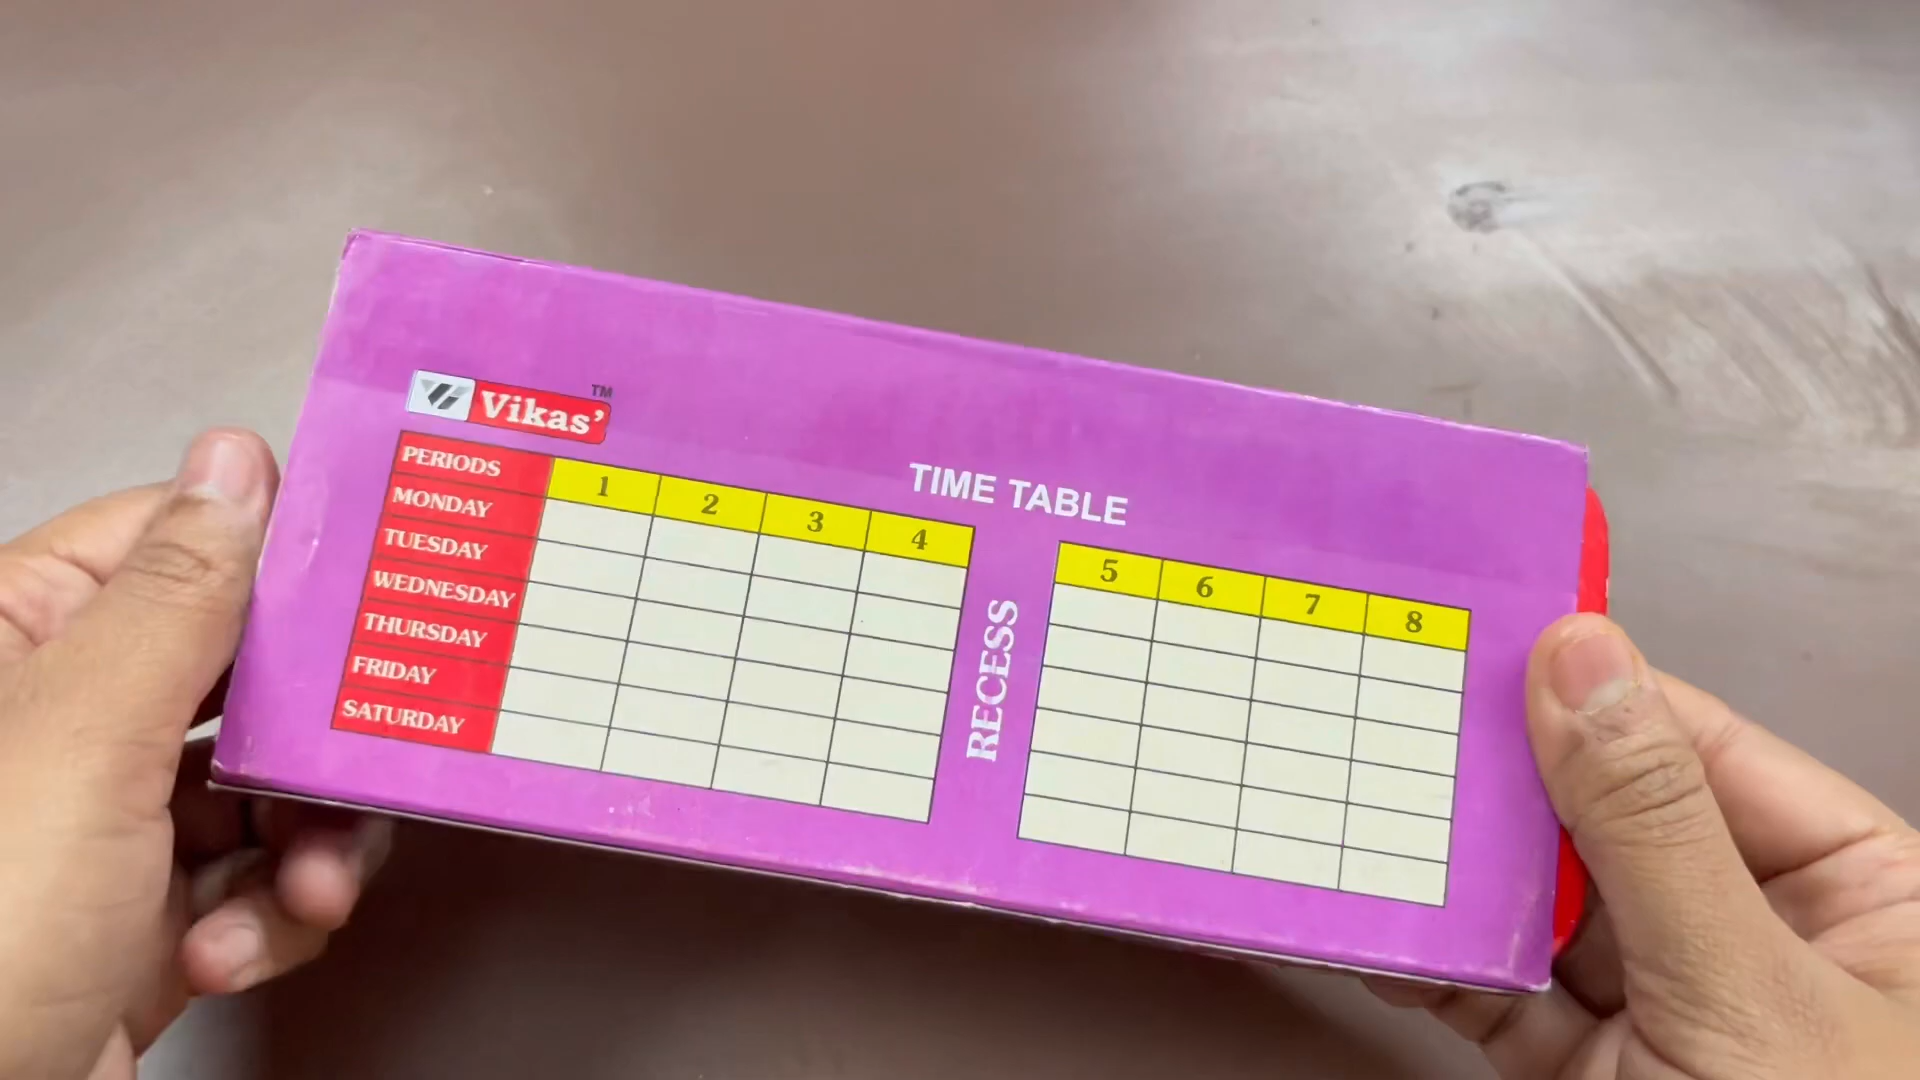 Vikas’ TM
TIME TABLE
PERIODS 1 2 3 4 5 6 7 8
MONDAY
TUESDAY
WEDNESDAY
THURSDAY
FRIDAY
SATURDAY
RECESS